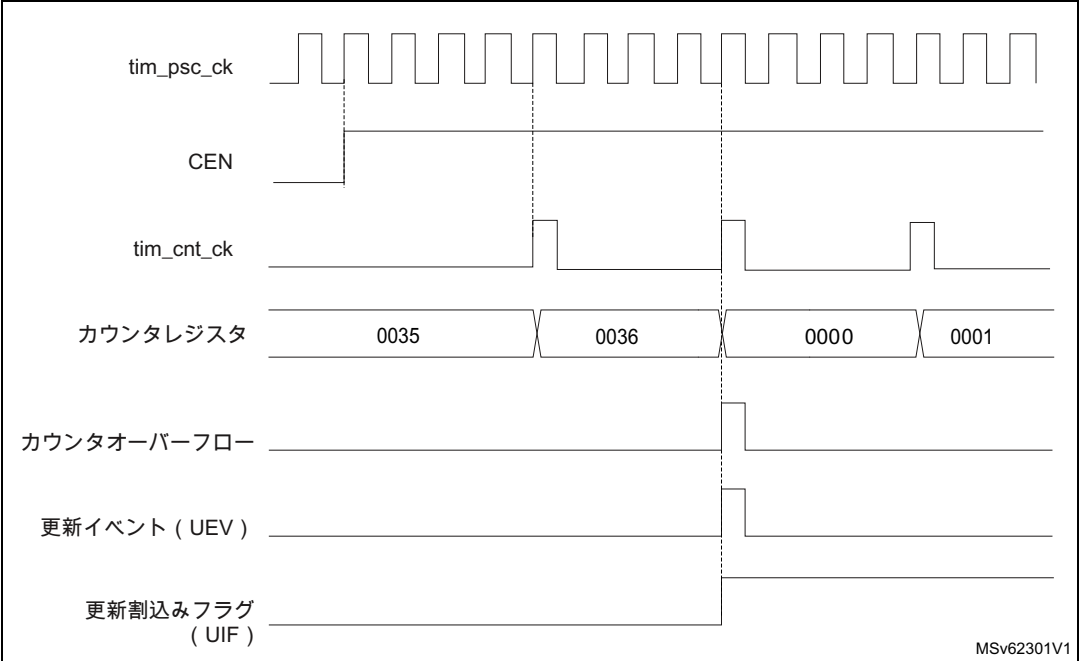 tim_psc_ck
CEN
tim_cnt_ck
カウンタレジスタ
0035
0036
0000
0001
カウンタオーバーフロー
更新イベント ( UEV )
更新割込みフラグ
( UIF )
MSv62301V1